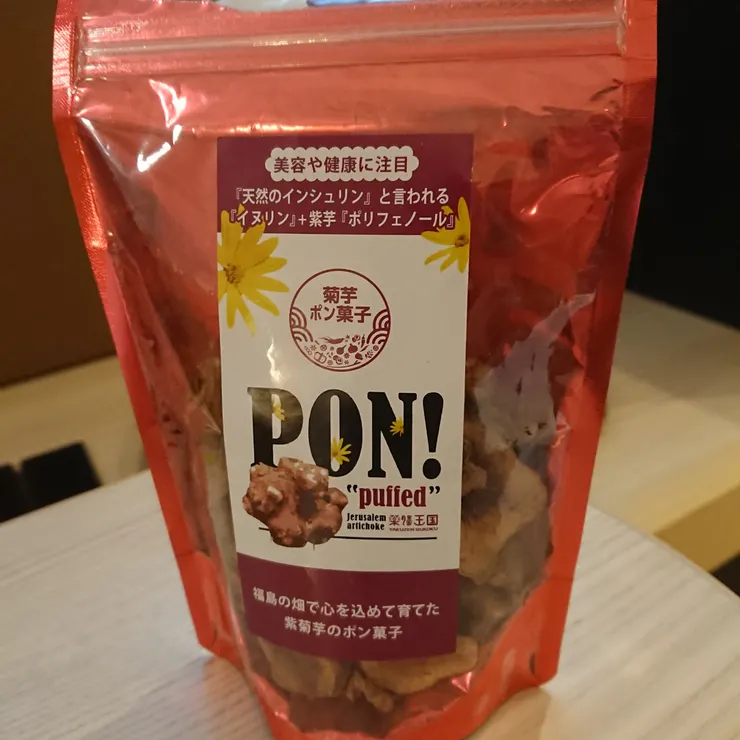 美容や健康に注目
『天然のインシュリン』と言われる
『イヌリン』+紫芋『ポリフェノール』
菊芋
ポン菓子
PON!
"puffed"
Jerusalem
artichoke
王国
福島の畑で心を込めて育てた
紫菊芋のポン菓子